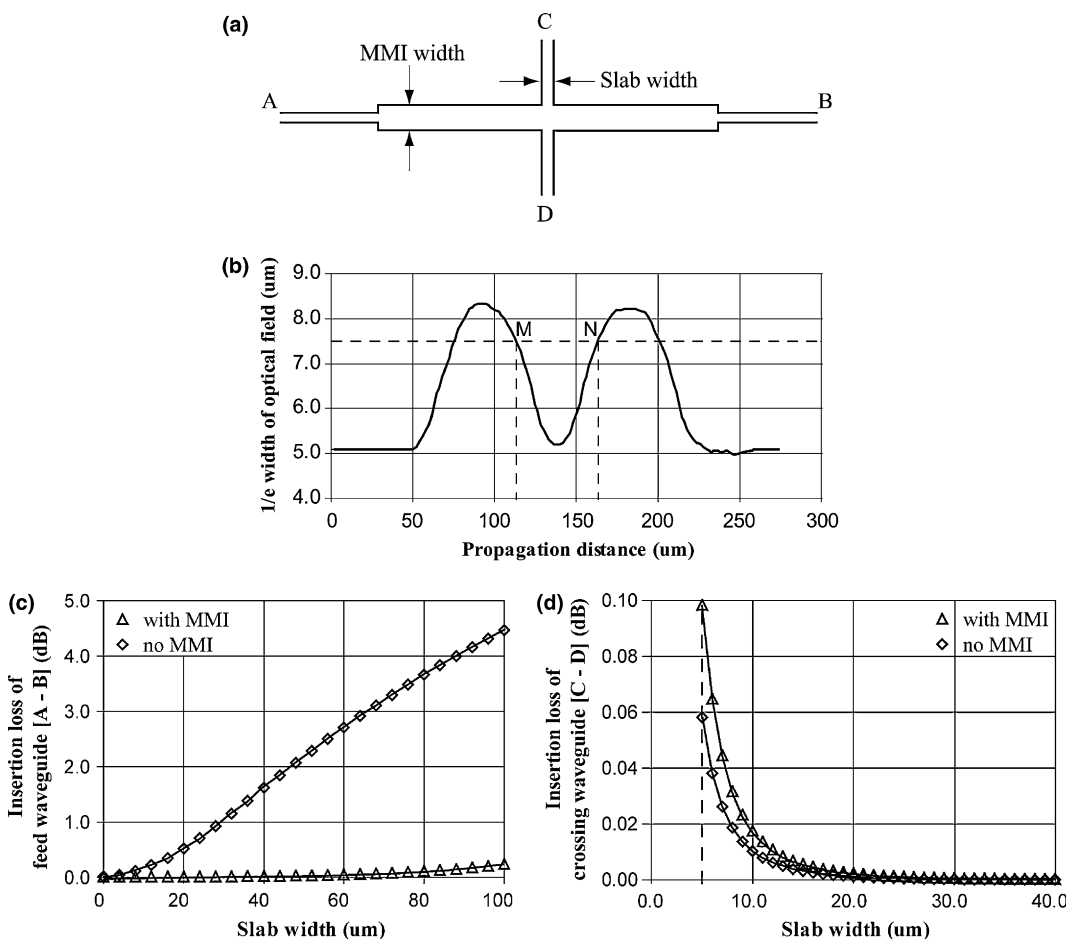 (a)
C
MMI width
Slab width
A
B
D
(b)
1/e width of optical field (um)
9.0
8.0
7.0
6.0
5.0
4.0
M
N
0
50
100
150
200
250
300
Propagation distance (um)
(c)
Insertion loss of
feed waveguide [A - B] (dB)
5.0
4.0
3.0
2.0
1.0
0.0
with MMI
no MMI
0
20
40
60
80
100
Slab width (um)
(d)
Insertion loss of
crossing waveguide [C - D] (dB)
0.10
0.08
0.06
0.04
0.02
0.00
with MMI
no MMI
0.0
10.0
20.0
30.0
40.0
Slab width (um)